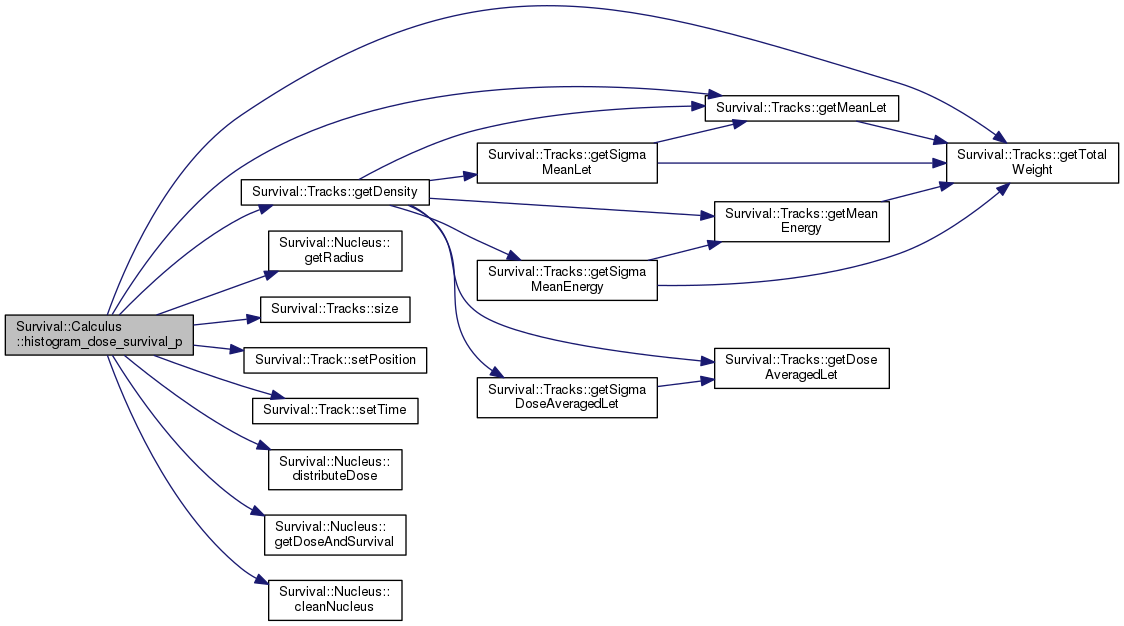 Survival::Calculus
::histogram_dose_survival_p
Survival::Tracks::getDensity
Survival::Nucleus::
getRadius
Survival::Tracks::size
Survival::Track::setPosition
Survival::Track::setTime
Survival::Nucleus::
distributeDose
Survival::Nucleus::
getDoseAndSurvival
Survival::Nucleus::
cleanNucleus
Survival::Tracks::getSigma
MeanLet
Survival::Tracks::getSigma
MeanEnergy
Survival::Tracks::getSigma
DoseAveragedLet
Survival::Tracks::getMeanLet
Survival::Tracks::getMean
Energy
Survival::Tracks::getDose
AveragedLet
Survival::Tracks::getTotal
Weight